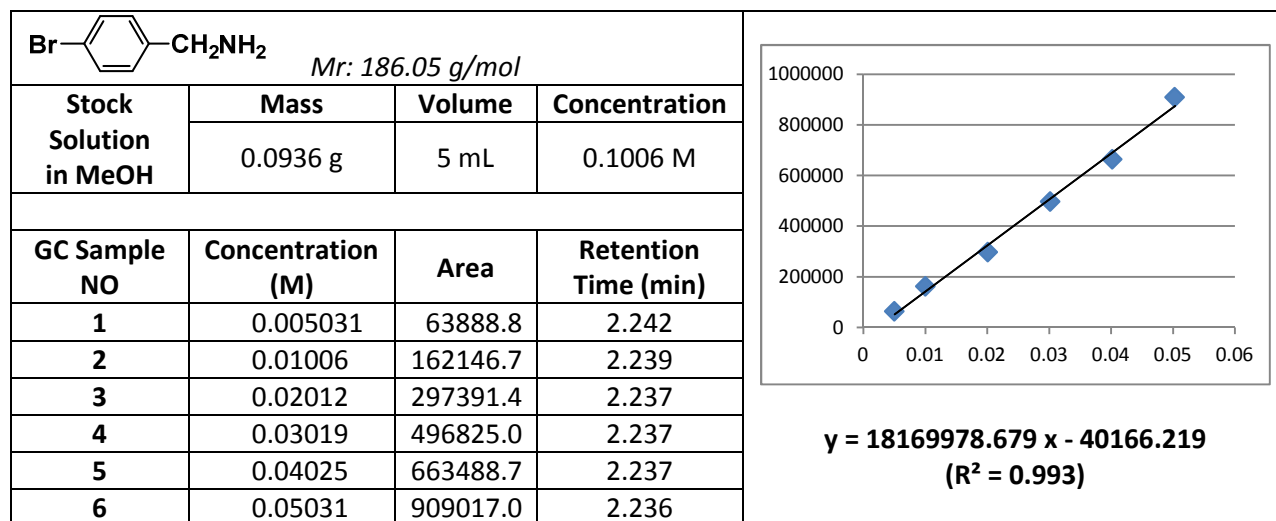 Br CH₂NH₂
Mr: 186.05 g/mol
Stock Solution in MeOH Mass Volume Concentration
0.0936 g 5 mL 0.1006 M
GC Sample NO Concentration (M) Area Retention Time (min)
1 0.005031 63888.8 2.242
2 0.01006 162146.7 2.239
3 0.02012 297391.4 2.237
4 0.03019 496825.0 2.237
5 0.04025 663488.7 2.237
6 0.05031 909017.0 2.236
1000000
800000
600000
400000
200000
0
0 0.01 0.02 0.03 0.04 0.05 0.06
y = 18169978.679 x - 40166.219
(R² = 0.993)